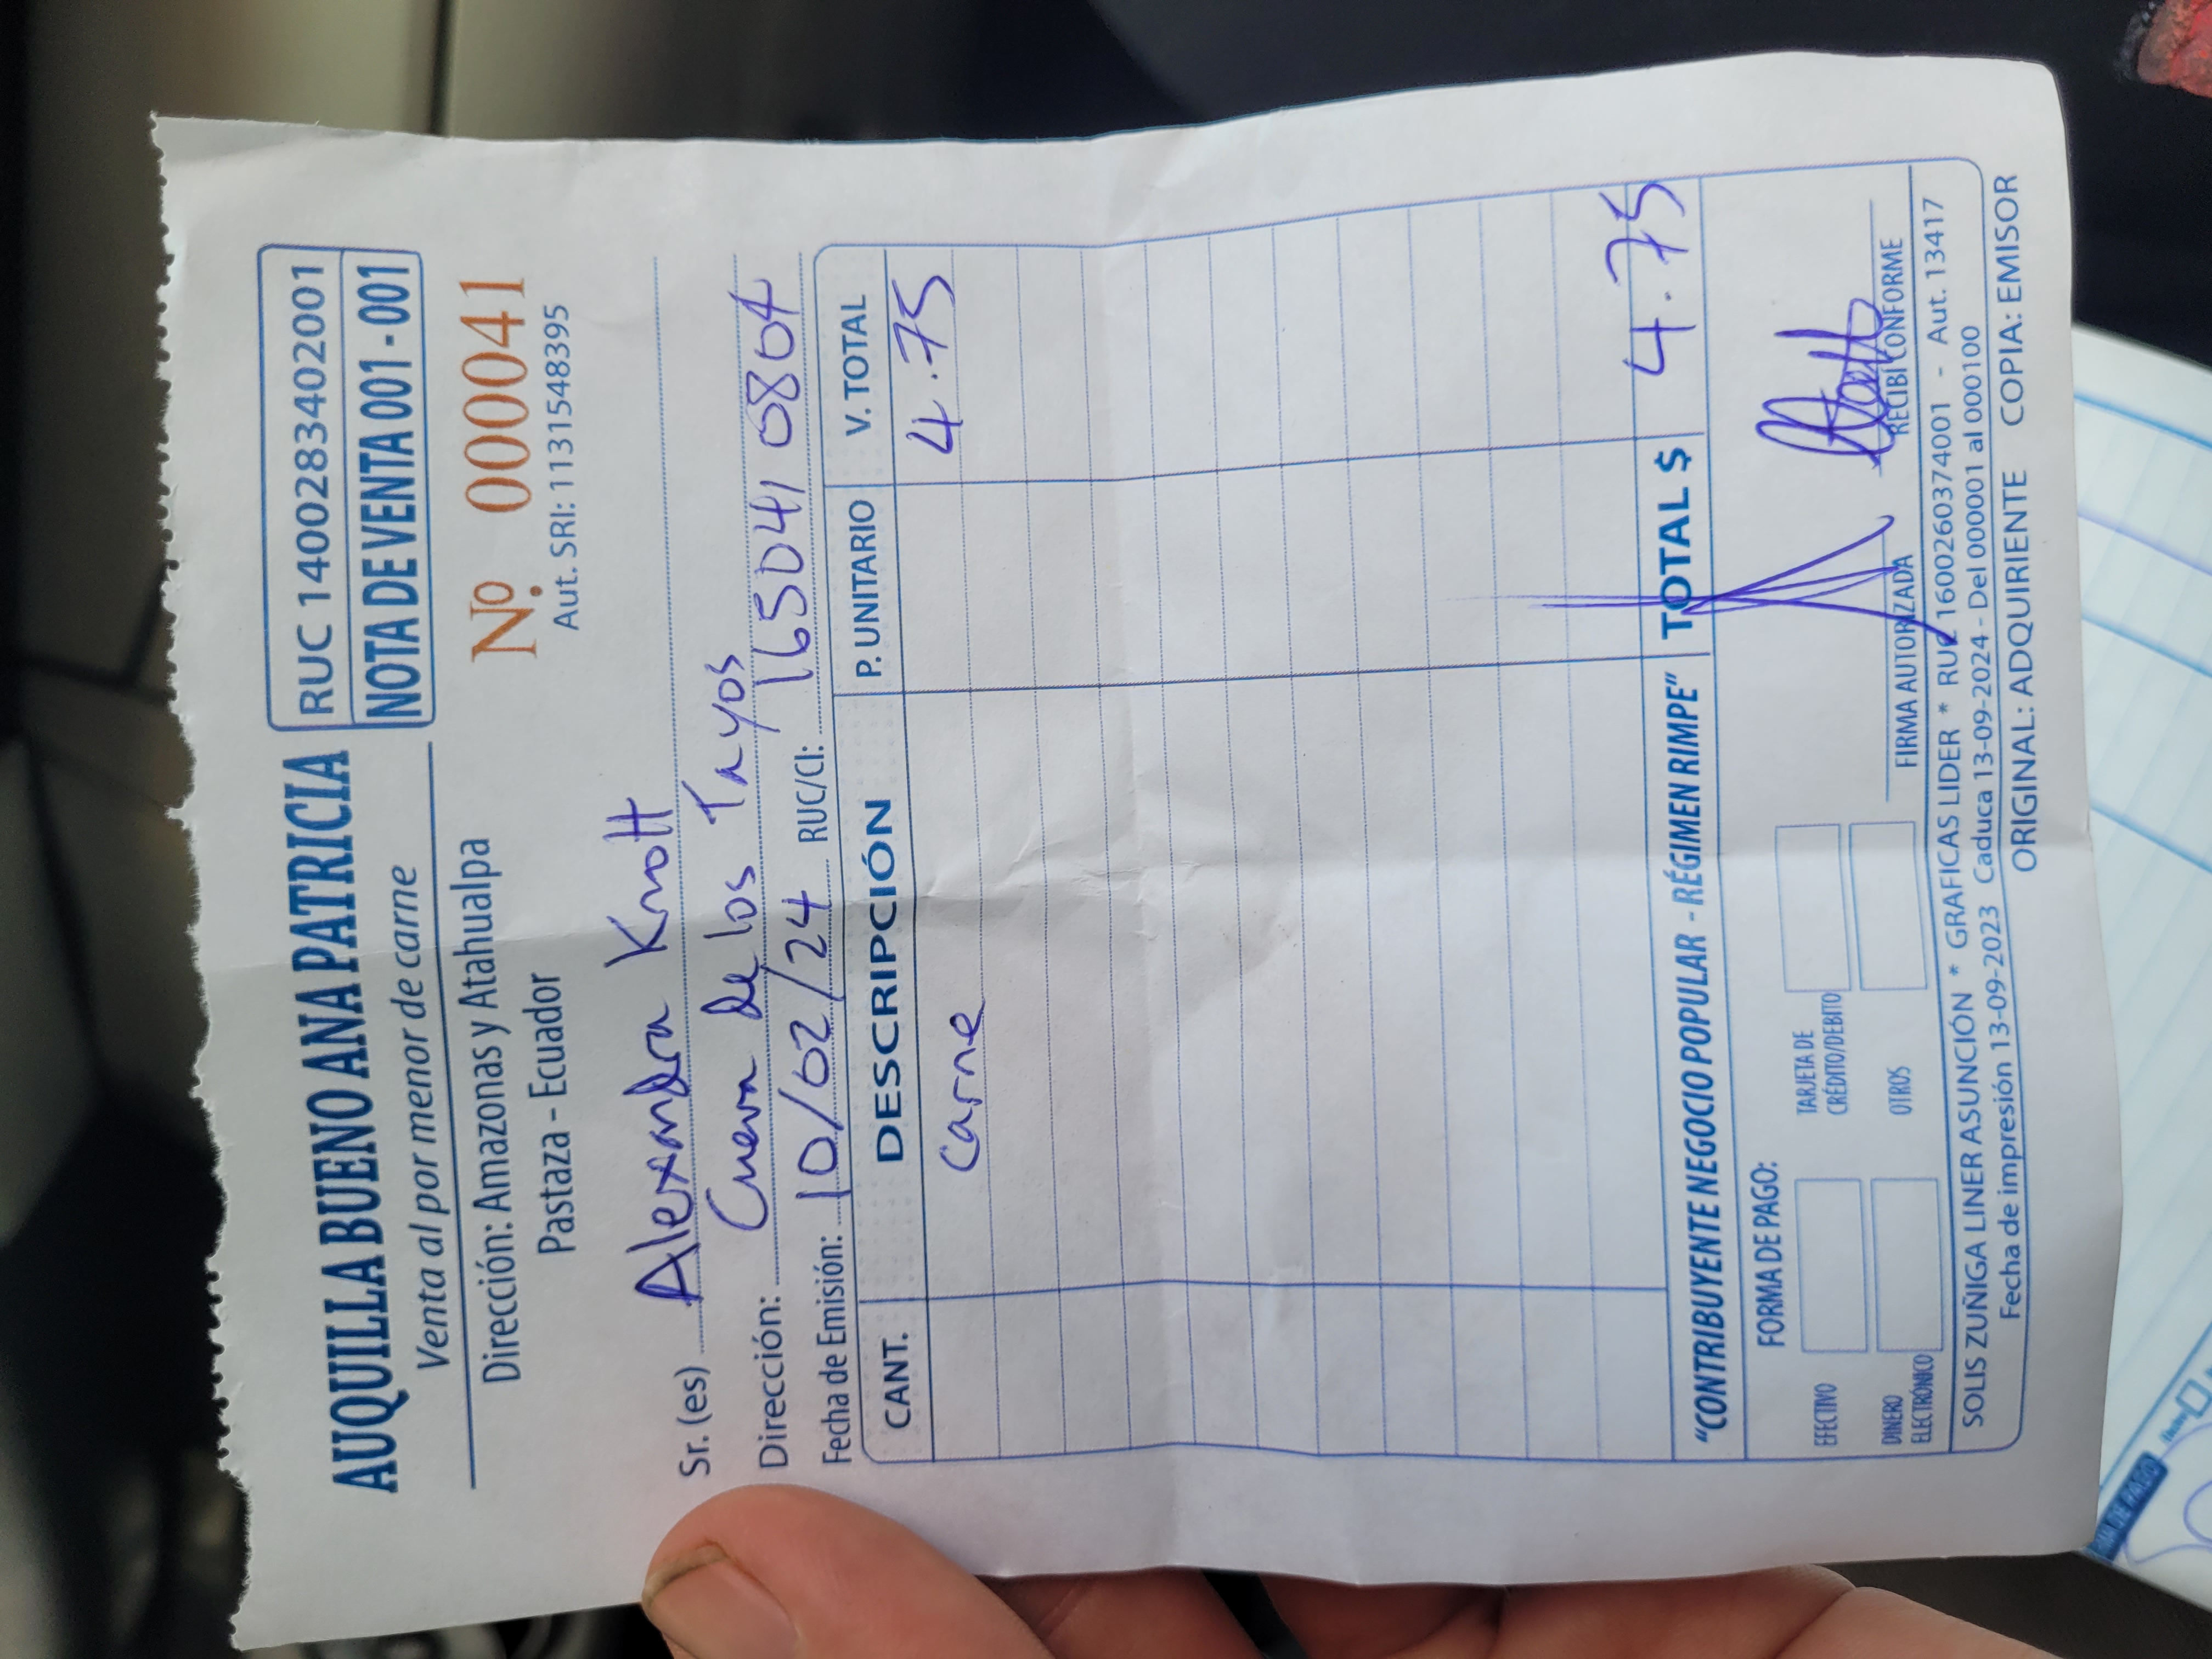 AUQUILLA BUENO ANA PATRICIA
Venta al por menor de carne
Dirección: Amazonas y Atahualpa
Pastaza - Ecuador
RUC 1400283402001
NOTA DE VENTA 001 - 001
Nº 000041
Aut. SRI: 1131548395
Sr. (es) Alexandra Knott
Dirección: Cueva de los Tayos
Fecha de Emisión: 10/02/24 RUC/CI:
CANT. DESCRIPCIÓN P. UNITARIO V. TOTAL
Carne 4.75
"CONTRIBUYENTE NEGOCIO POPULAR - RÉGIMEN RIMPE" TOTAL $ 4.75
FORMA DE PAGO:
EFECTIVO TARJETA DE CRÉDITO/DEBITO
DINERO ELECTRÓNICO OTROS
FIRMA AUTORIZADA RECIBI CONFORME
SOLIS ZUÑIGA LINER ASUNCIÓN * GRAFICAS LIDER * RUC 1600260374001 - Aut. 13417
Fecha de impresión 13-09-2023 Caduca 13-09-2024 - Del 000001 al 000100
ORIGINAL: ADQUIRIENTE COPIA: EMISOR